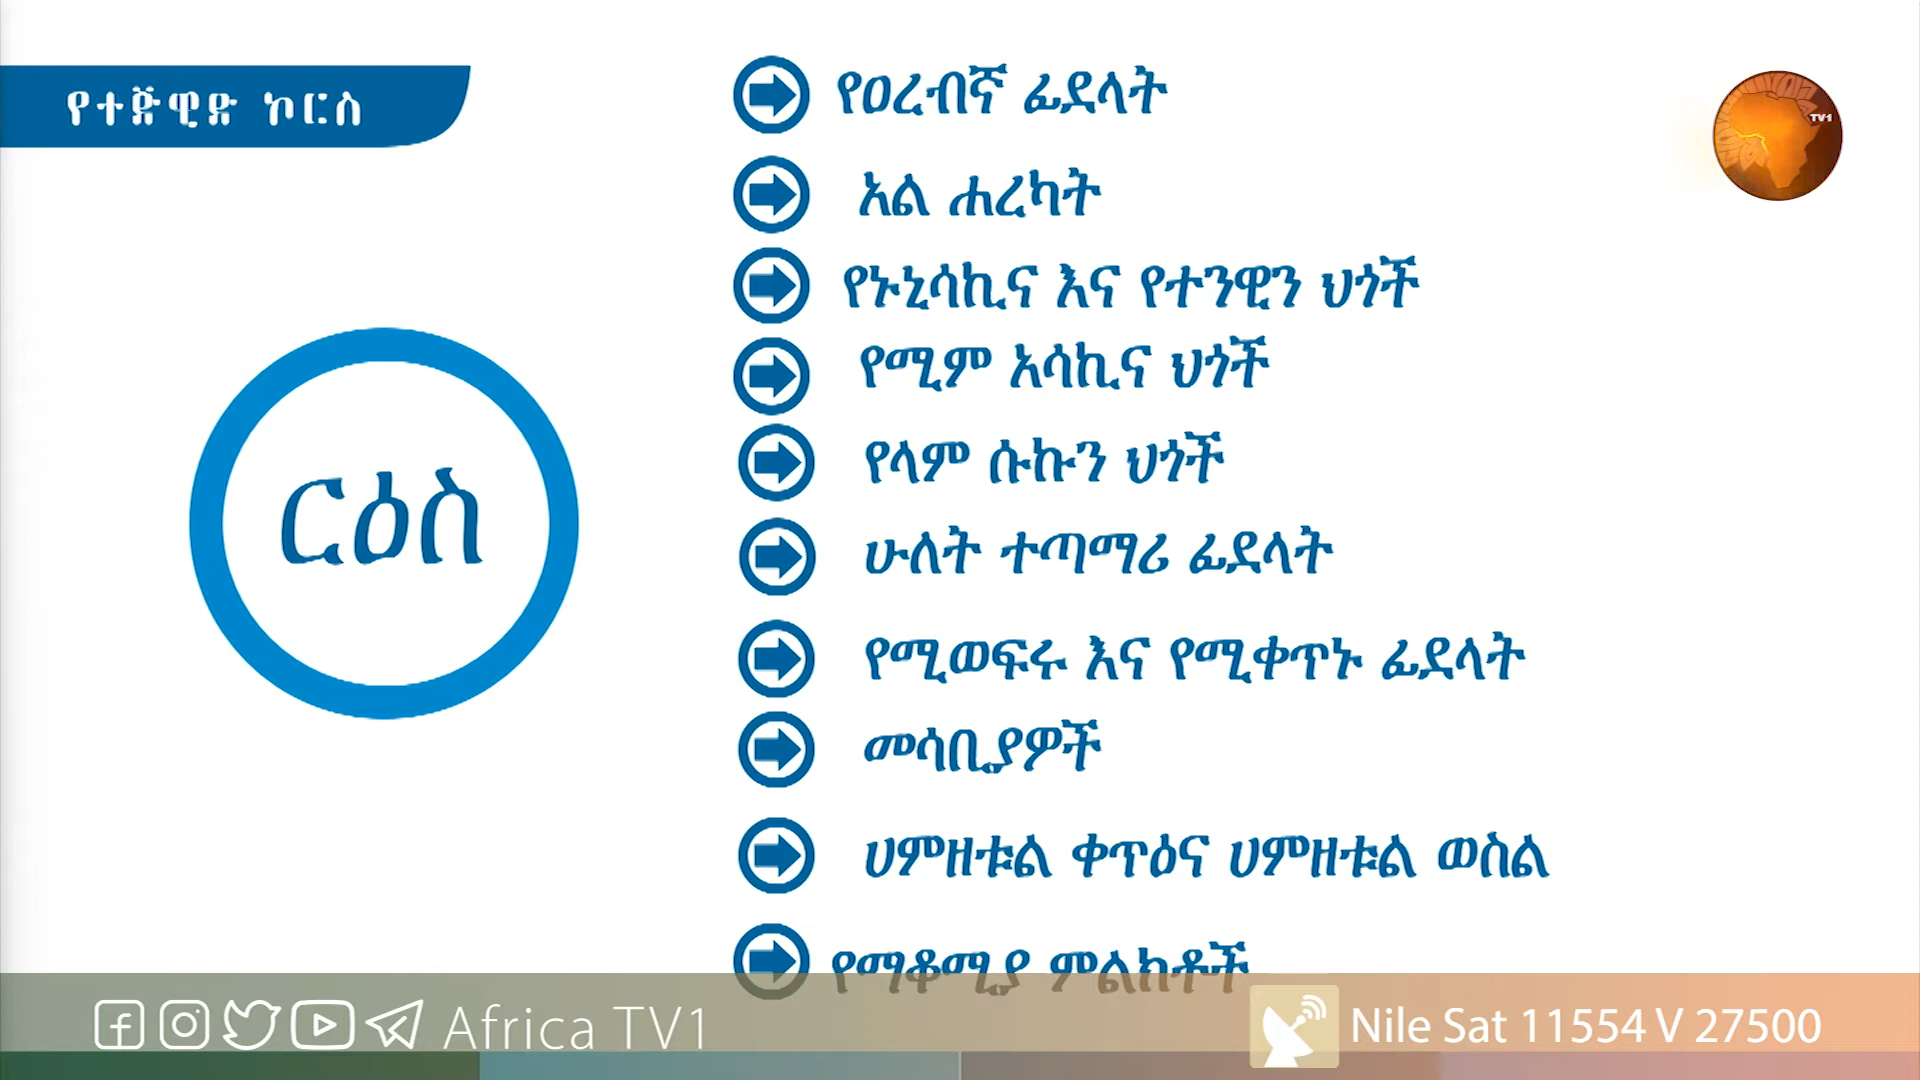 የተጅዊድ ኮርስ
ርዕስ
የዐረብኛ ፊደላት
አል ሐረካት
የኑኒሳኪና እና የተንዊን ህጎች
የሚም አሳኪና ህጎች
የላም ሱኩን ህጎች
ሁለት ተጣማሪ ፊደላት
የሚወፍሩ እና የሚቀጥኑ ፊደላት
መሳቢያዎች
ሀምዘቱል ቀጥዕና ሀምዘቱል ወስል
የማቆሚያ ምልክቶች
TV1
Africa TV1
Nile Sat 11554 V 27500